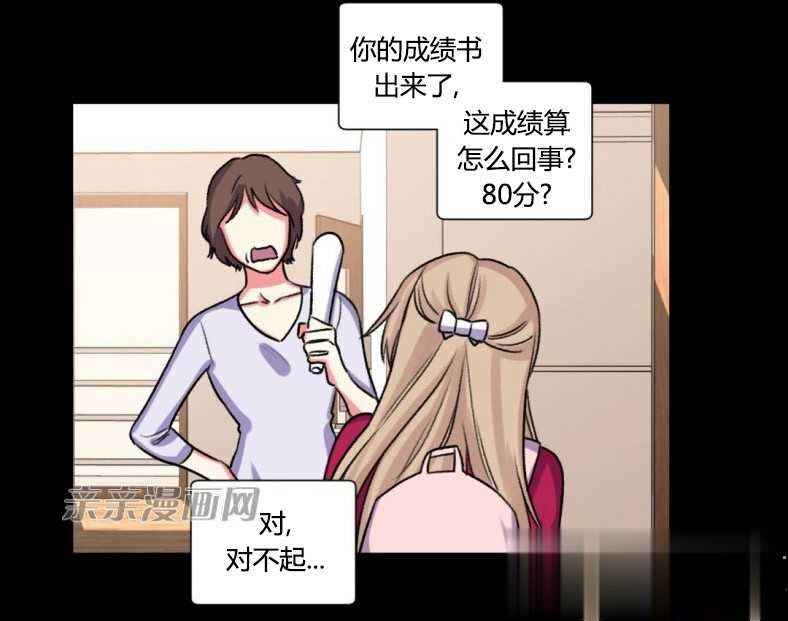 你的成绩书
出来了,
这成绩算
怎么回事?
80分?
亲亲漫画网
对,
对不起...